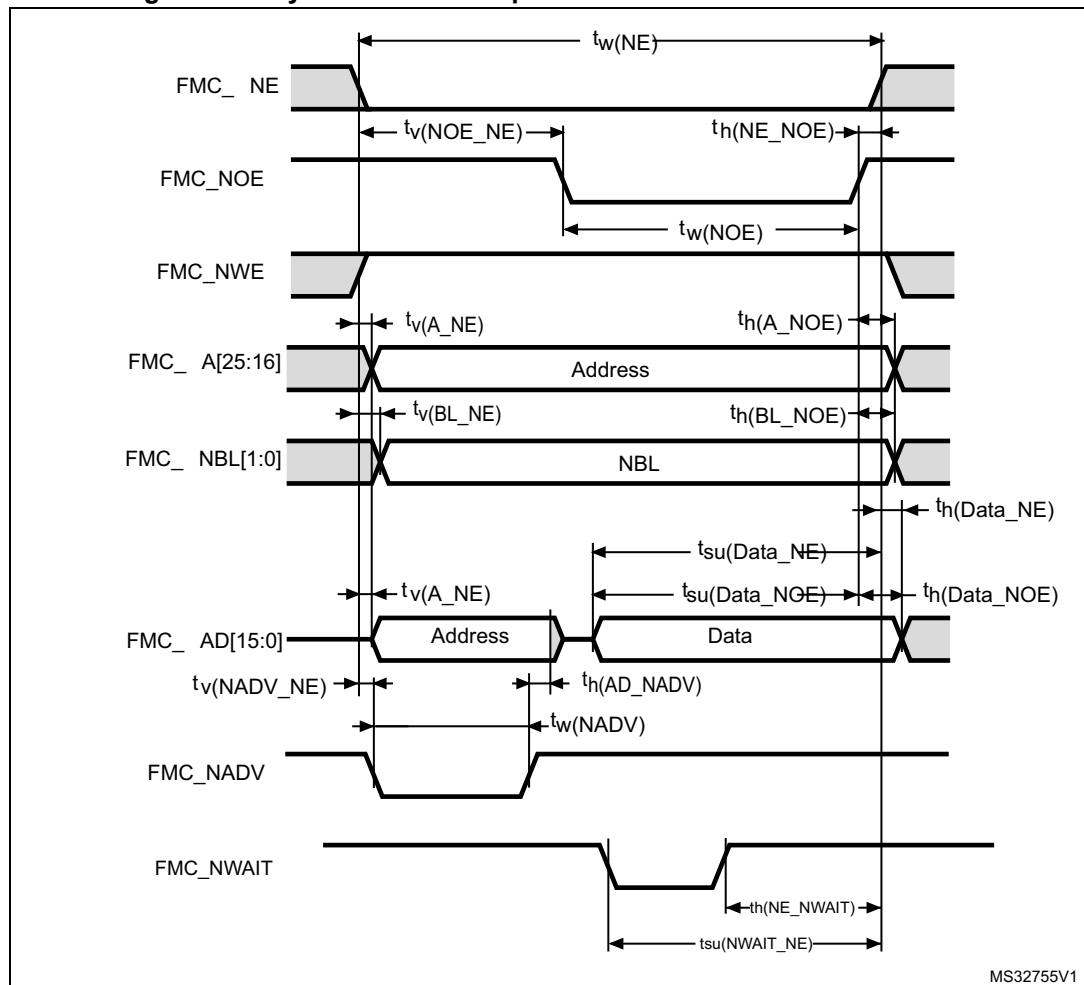 tw(NE)
FMC_ NE
tv(NOE_NE)
th(NE_NOE)
FMC_NOE
tw(NOE)
FMC_NWE
tv(A_NE)
th(A_NOE)
FMC_ A[25:16]
Address
tv(BL_NE)
th(BL_NOE)
FMC_ NBL[1:0]
NBL
th(Data_NE)
tsu(Data_NE)
tv(A_NE)
tsu(Data_NOE)
th(Data_NOE)
FMC_ AD[15:0]
Address
Data
tv(NADV_NE)
th(AD_NADV)
tw(NADV)
FMC_NADV
FMC_NWAIT
th(NE_NWAIT)
tsu(NWAIT_NE)
MS32755V1